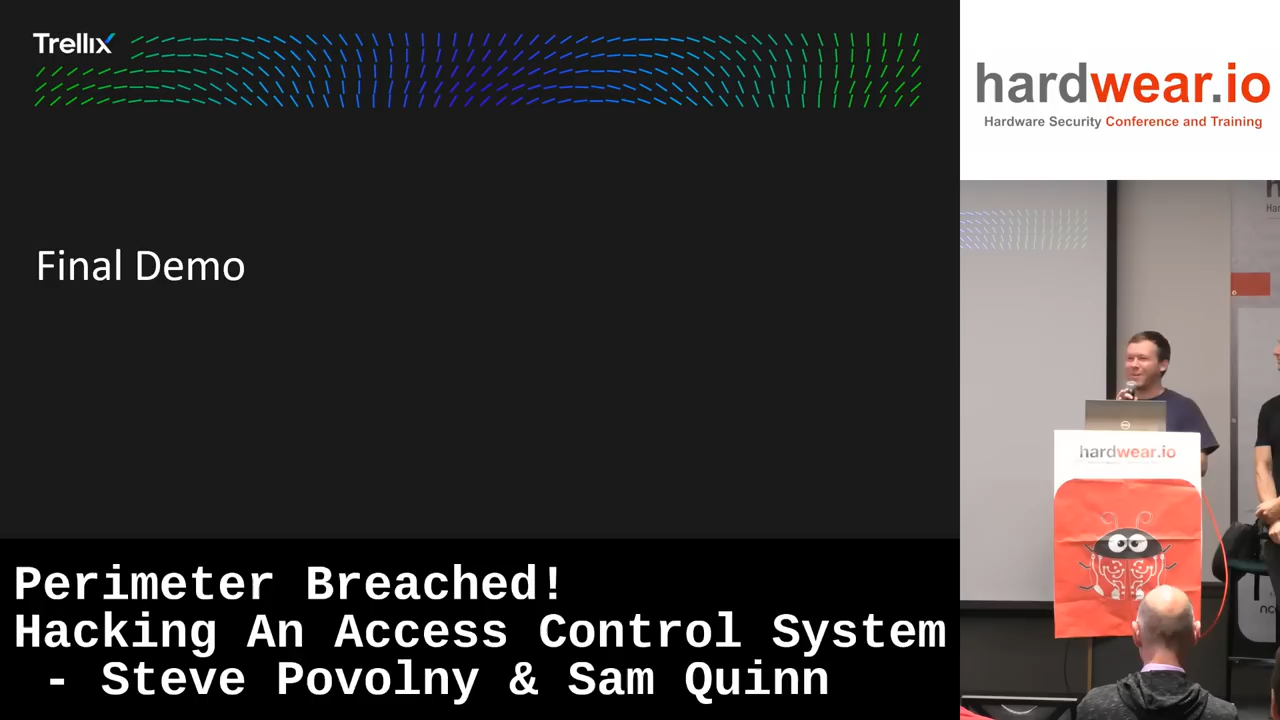 Trellix
Final Demo
Perimeter Breached!
Hacking An Access Control System
- Steve Povolny & Sam Quinn
hardwear.io
Hardware Security Conference and Training
hardwear.io